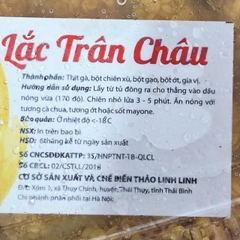 Lắc Trân Châu
Thành phần: Thịt gà, bột chiên xù, bột gạo, bột ớt, gia vị.
Hướng dẫn sử dụng: Lấy từ tủ đông ra cho thẳng vào dầu
nóng vừa (170 độ). Chiên nhỏ lửa 3 - 5 phút. Ăn nóng với
tương cà chua, tương ớt hoặc sốt mayone.
Bảo quản: Ở nhiệt độ <-18C
NSX: In trên bao bì
HSD: 6 tháng kể từ ngày sản xuất
Số CNCSĐĐKATTP: 15/NNPTNT-TB-QLCL
Số CBCL: 02/CSTLL/2018
CƠ SỞ SẢN XUẤT VÀ CHẾ BIẾN THẢO LINH LINH
Đ/c: Xóm 1, xã Thụy Chính, huyện Thái Thụy, tỉnh Thái Bình
Chi nhánh phân phối tại Hà Nội: